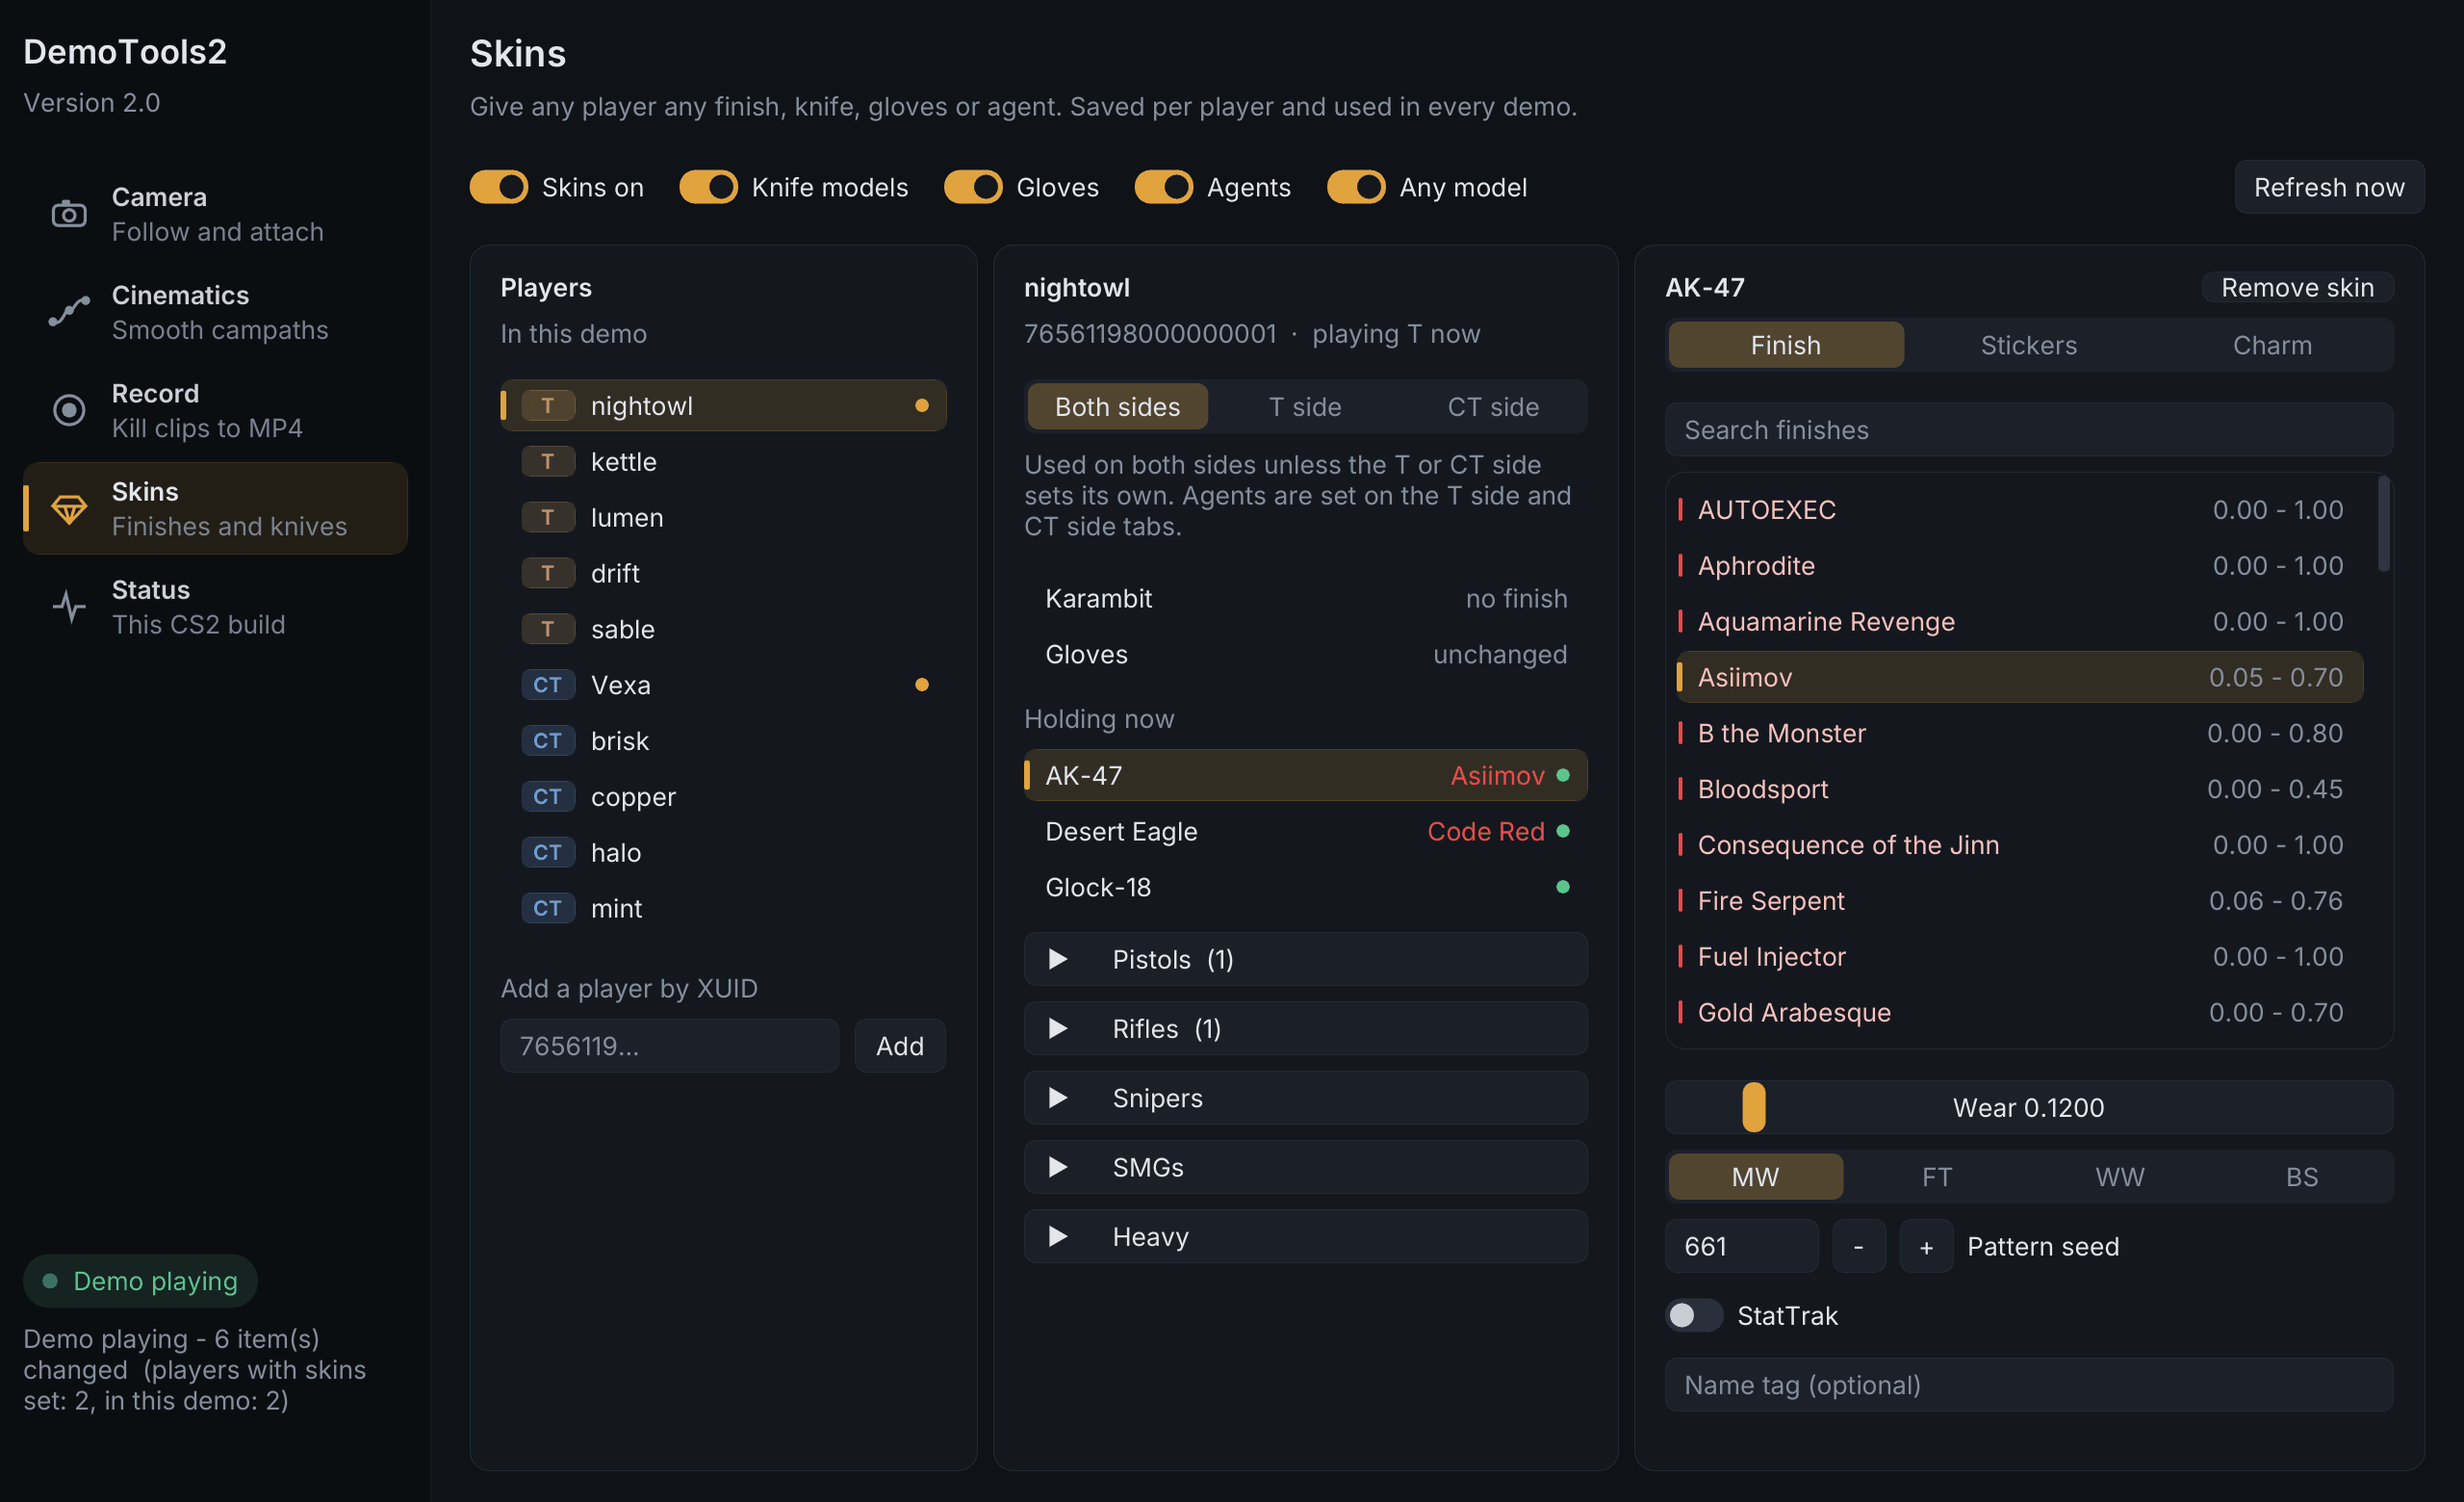 DemoTools2
Version 2.0
Camera
Follow and attach
Cinematics
Smooth campaths
Record
Kill clips to MP4
Skins
Finishes and knives
Status
This CS2 build
Demo playing
Demo playing - 6 item(s)
changed (players with skins
set: 2, in this demo: 2)
Skins
Give any player any finish, knife, gloves or agent. Saved per player and used in every demo.
Skins on
Knife models
Gloves
Agents
Any model
Refresh now
Players
In this demo
T nightowl
T kettle
T lumen
T drift
T sable
CT Vexa
CT brisk
CT copper
CT halo
CT mint
Add a player by XUID
7656119...
Add
nightowl
76561198000000001 · playing T now
Both sides
T side
CT side
Used on both sides unless the T or CT side
sets its own. Agents are set on the T side and
CT side tabs.
Karambit no finish
Gloves unchanged
Holding now
AK-47 Asiimov
Desert Eagle Code Red
Glock-18
Pistols (1)
Rifles (1)
Snipers
SMGs
Heavy
AK-47
Remove skin
Finish
Stickers
Charm
Search finishes
AUTOEXEC 0.00 - 1.00
Aphrodite 0.00 - 1.00
Aquamarine Revenge 0.00 - 1.00
Asiimov 0.05 - 0.70
B the Monster 0.00 - 0.80
Bloodsport 0.00 - 0.45
Consequence of the Jinn 0.00 - 1.00
Fire Serpent 0.06 - 0.76
Fuel Injector 0.00 - 1.00
Gold Arabesque 0.00 - 0.70
Wear 0.1200
MW
FT
WW
BS
661
-
+
Pattern seed
StatTrak
Name tag (optional)